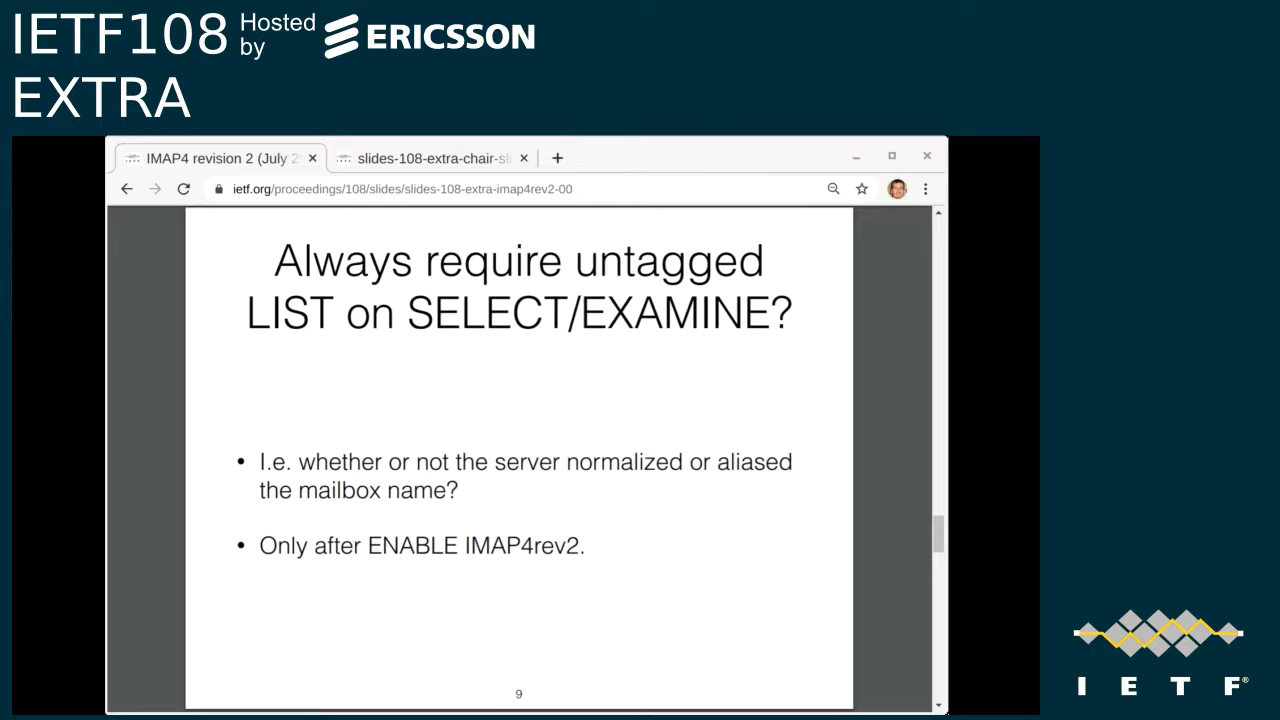 IETF108 Hosted by ERICSSON
EXTRA
IMAP4 revision 2 (July 2
slides-108-extra-chair-sl
ietf.org/proceedings/108/slides/slides-108-extra-imap4rev2-00
Always require untagged
LIST on SELECT/EXAMINE?
• I.e. whether or not the server normalized or aliased
the mailbox name?
• Only after ENABLE IMAP4rev2.
9
I E T F®